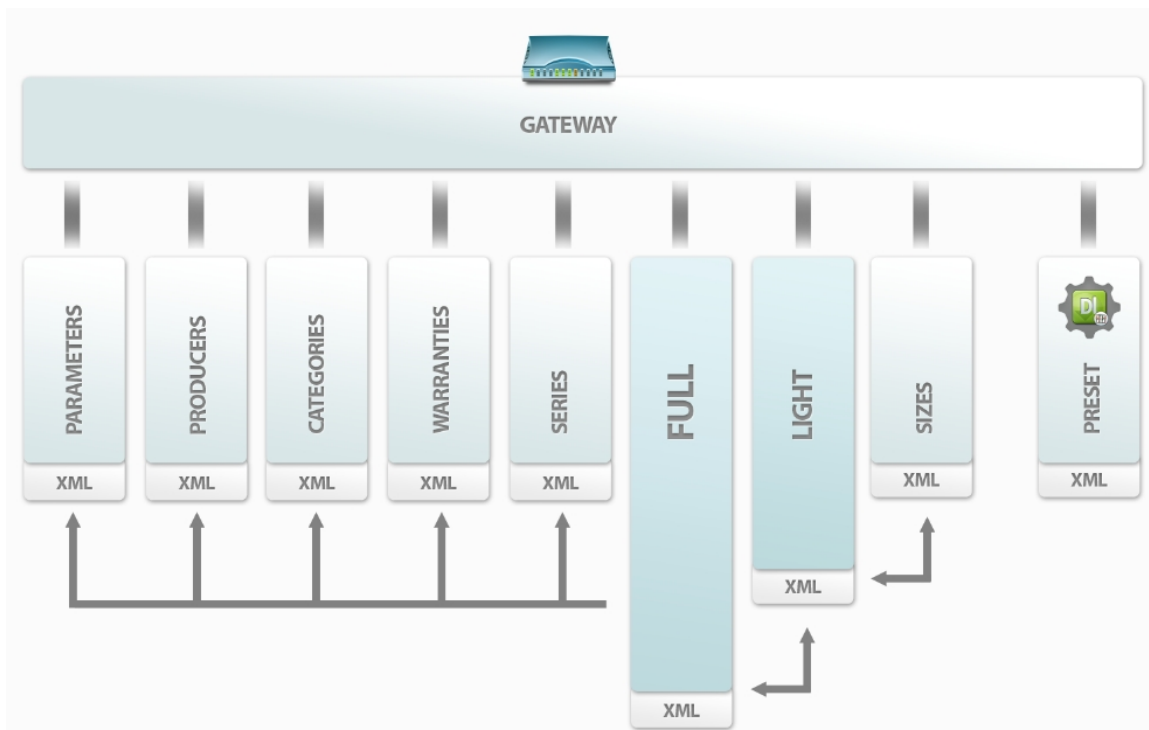 GATEWAY
PARAMETERS
XML
PRODUCERS
XML
CATEGORIES
XML
WARRANTIES
XML
SERIES
XML
FULL
XML
LIGHT
XML
SIZES
XML
DI
PRESET
XML